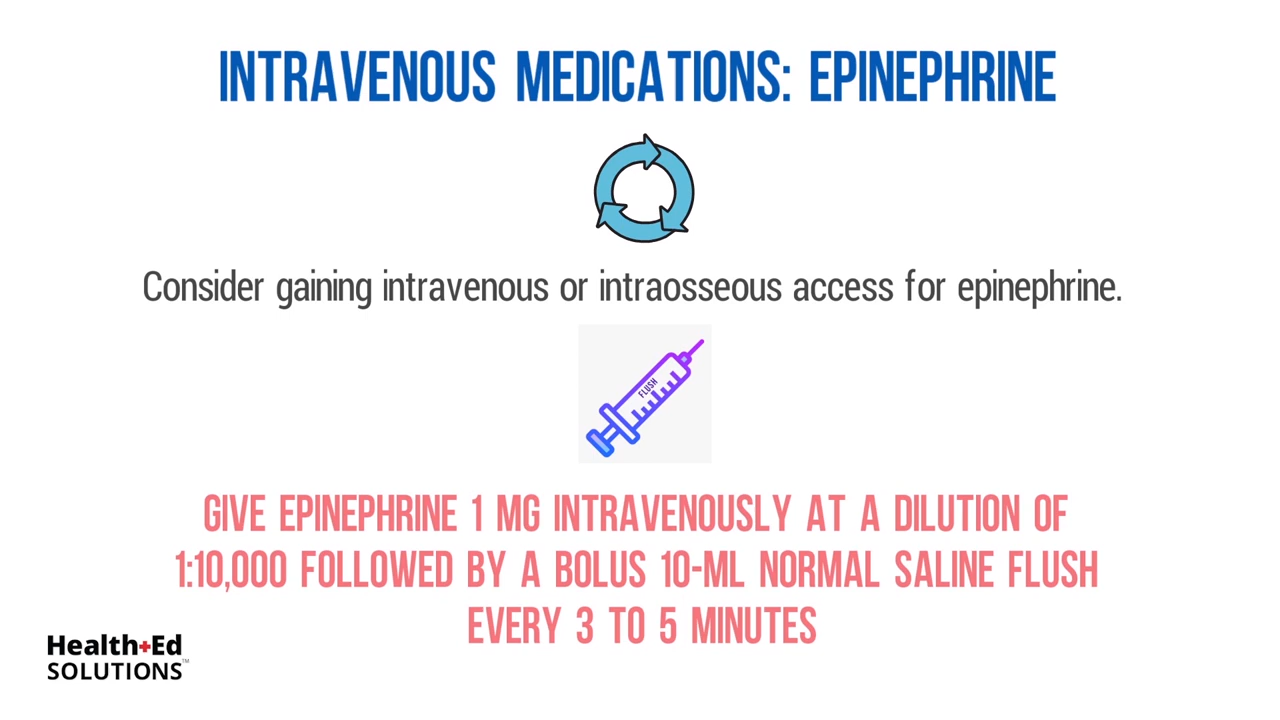 INTRAVENOUS MEDICATIONS: EPINEPHRINE
Consider gaining intravenous or intraosseous access for epinephrine.
FLUSH
GIVE EPINEPHRINE 1 MG INTRAVENOUSLY AT A DILUTION OF
1:10,000 FOLLOWED BY A BOLUS 10-ML NORMAL SALINE FLUSH
EVERY 3 TO 5 MINUTES
Health+Ed
SOLUTIONS™